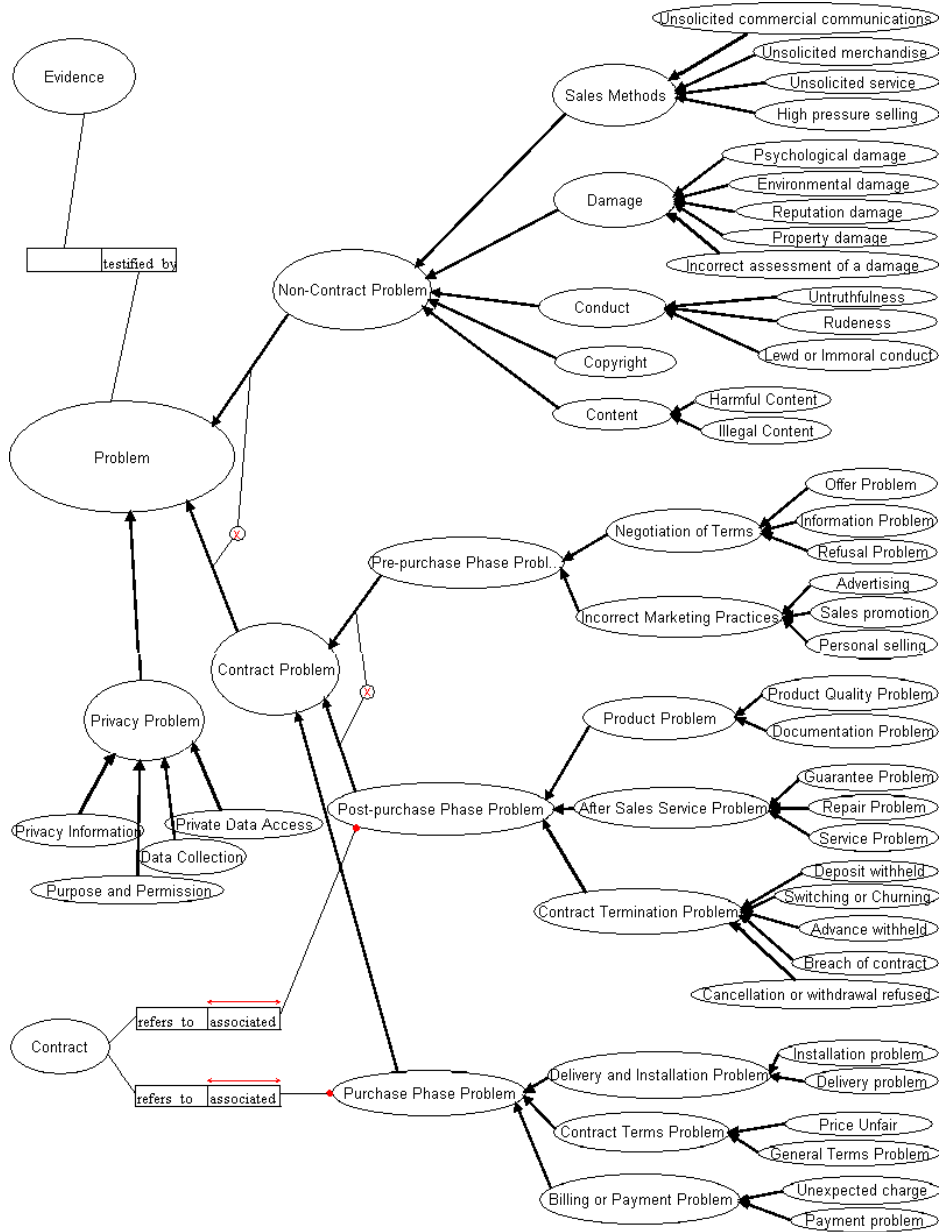 Unsolicited commercial communications
Evidence
Unsolicited merchandise
Unsolicited service
Sales Methods
High pressure selling
Psychological damage
Environmental damage
Damage
Reputation damage
Property damage
testified by
Incorrect assessment of a damage
Non-Contract Problem
Untruthfulness
Conduct
Rudeness
Lewd or Immoral conduct
Copyright
Harmful Content
Content
Illegal Content
Problem
Offer Problem
Information Problem
Negotiation of Terms
Refusal Problem
X
Pre-purchase Phase Probl...
Advertising
Sales promotion
Incorrect Marketing Practices
Personal selling
Contract Problem
X
Product Quality Problem
Privacy Problem
Product Problem
Documentation Problem
Guarantee Problem
Post-purchase Phase Problem
After Sales Service Problem
Repair Problem
Private Data Access
Privacy Information
Service Problem
Data Collection
Deposit withheld
Purpose and Permission
Switching or Churning
Contract Termination Problem
Advance withheld
Breach of contract
Cancellation or withdrawal refused
refers to associated
Contract
Installation problem
Delivery and Installation Problem
Delivery problem
refers to associated
Purchase Phase Problem
Price Unfair
Contract Terms Problem
General Terms Problem
Unexpected charge
Billing or Payment Problem
Payment problem